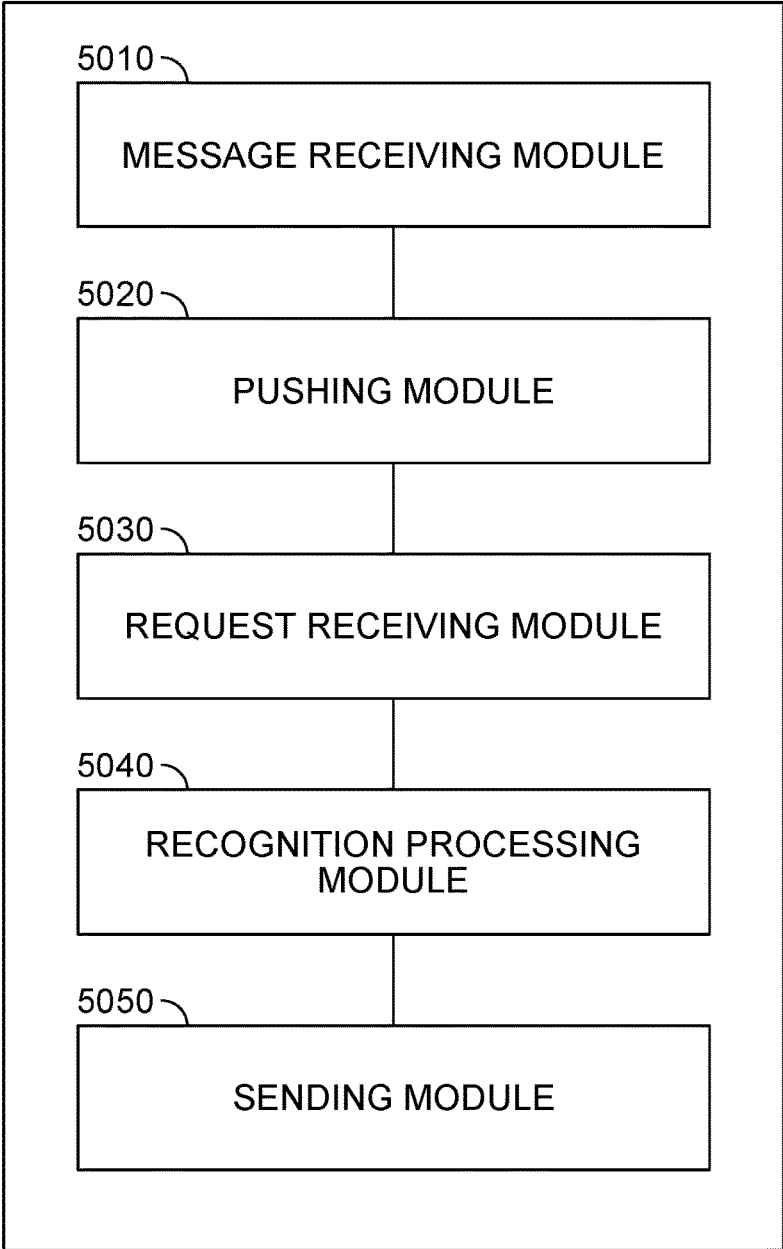 5010
MESSAGE RECEIVING MODULE
5020
PUSHING MODULE
5030
REQUEST RECEIVING MODULE
5040
RECOGNITION PROCESSING
MODULE
5050
SENDING MODULE